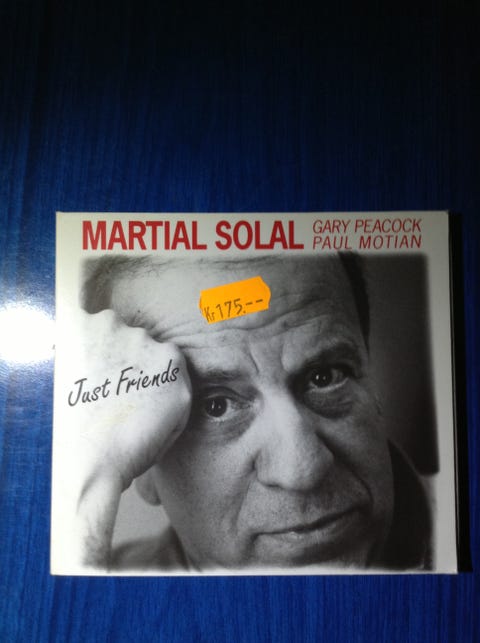 MARTIAL SOLAL
GARY PEACOCK
PAUL MOTIAN
Kr 175.--
Just Friends